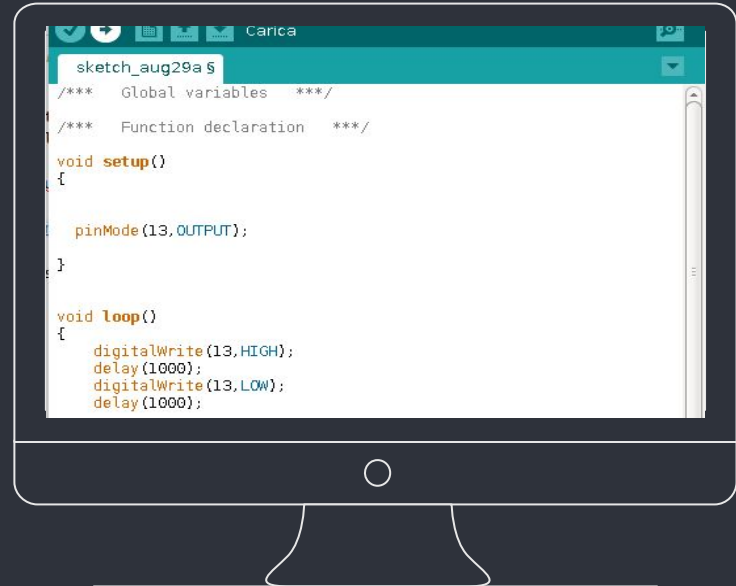 Carica
sketch_aug29a §
/*** Global variables ***/
/*** Function declaration ***/
void setup()
{
pinMode(13,OUTPUT);
}
void loop()
{
digitalWrite(13,HIGH);
delay(1000);
digitalWrite(13,LOW);
delay(1000);